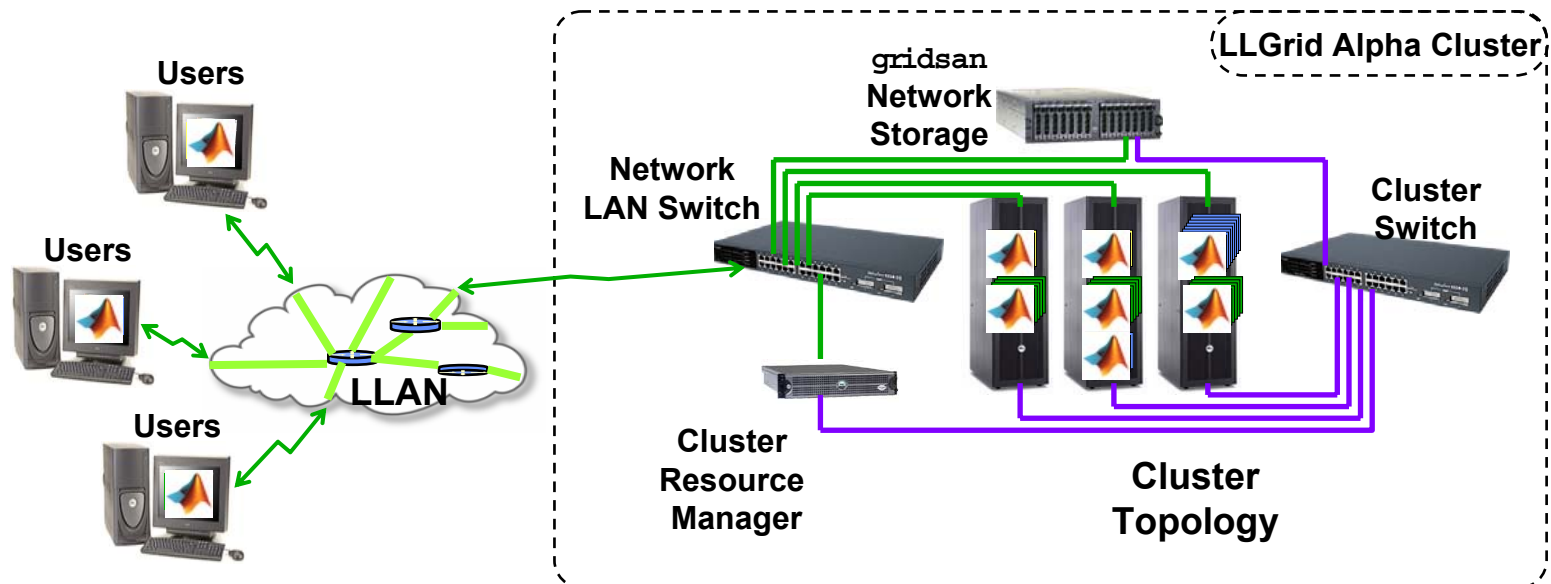 LLGrid Alpha Cluster
Users
gridsan
Network
Storage
Network
LAN Switch
Cluster
Switch
Users
LLAN
Users
Cluster
Resource
Manager
Cluster
Topology